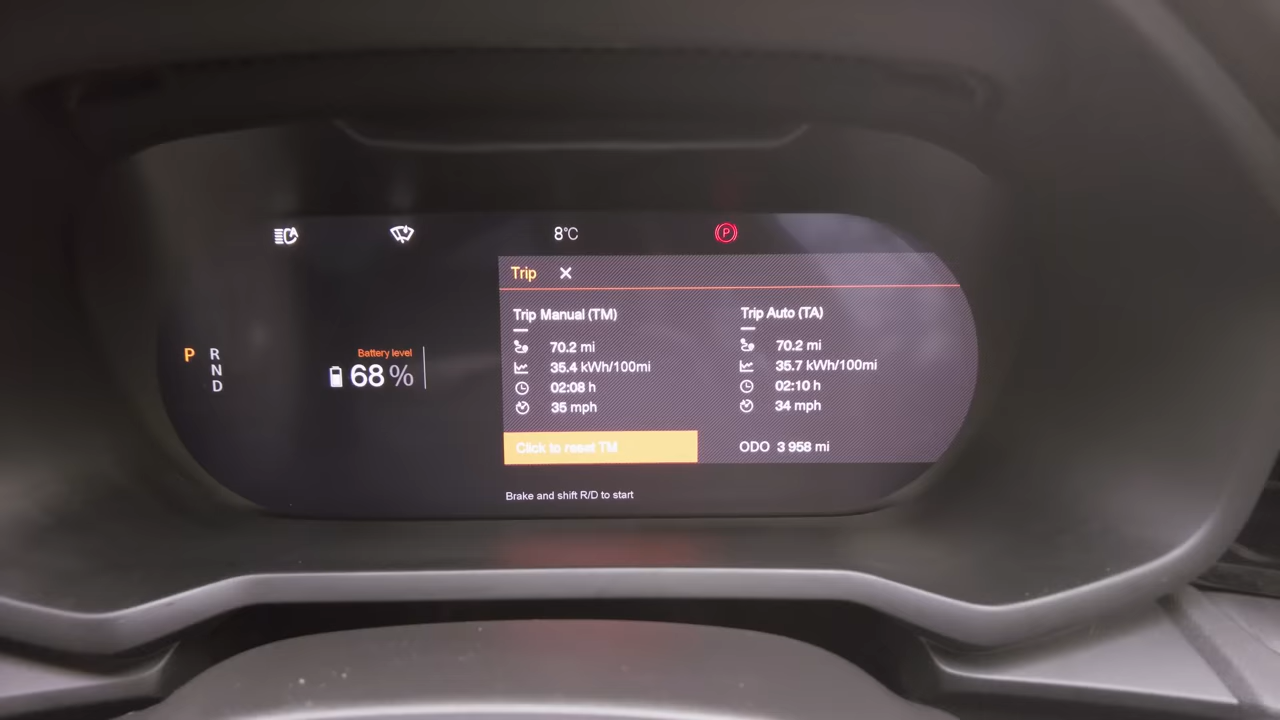 8°C
P
Trip
Trip Manual (TM)
70.2 mi
35.4 kWh/100mi
02:08 h
35 mph
Click to reset TM
Trip Auto (TA)
70.2 mi
35.7 kWh/100mi
02:10 h
34 mph
ODO 3 958 mi
P R
N
D
Battery level
68 %
Brake and shift R/D to start